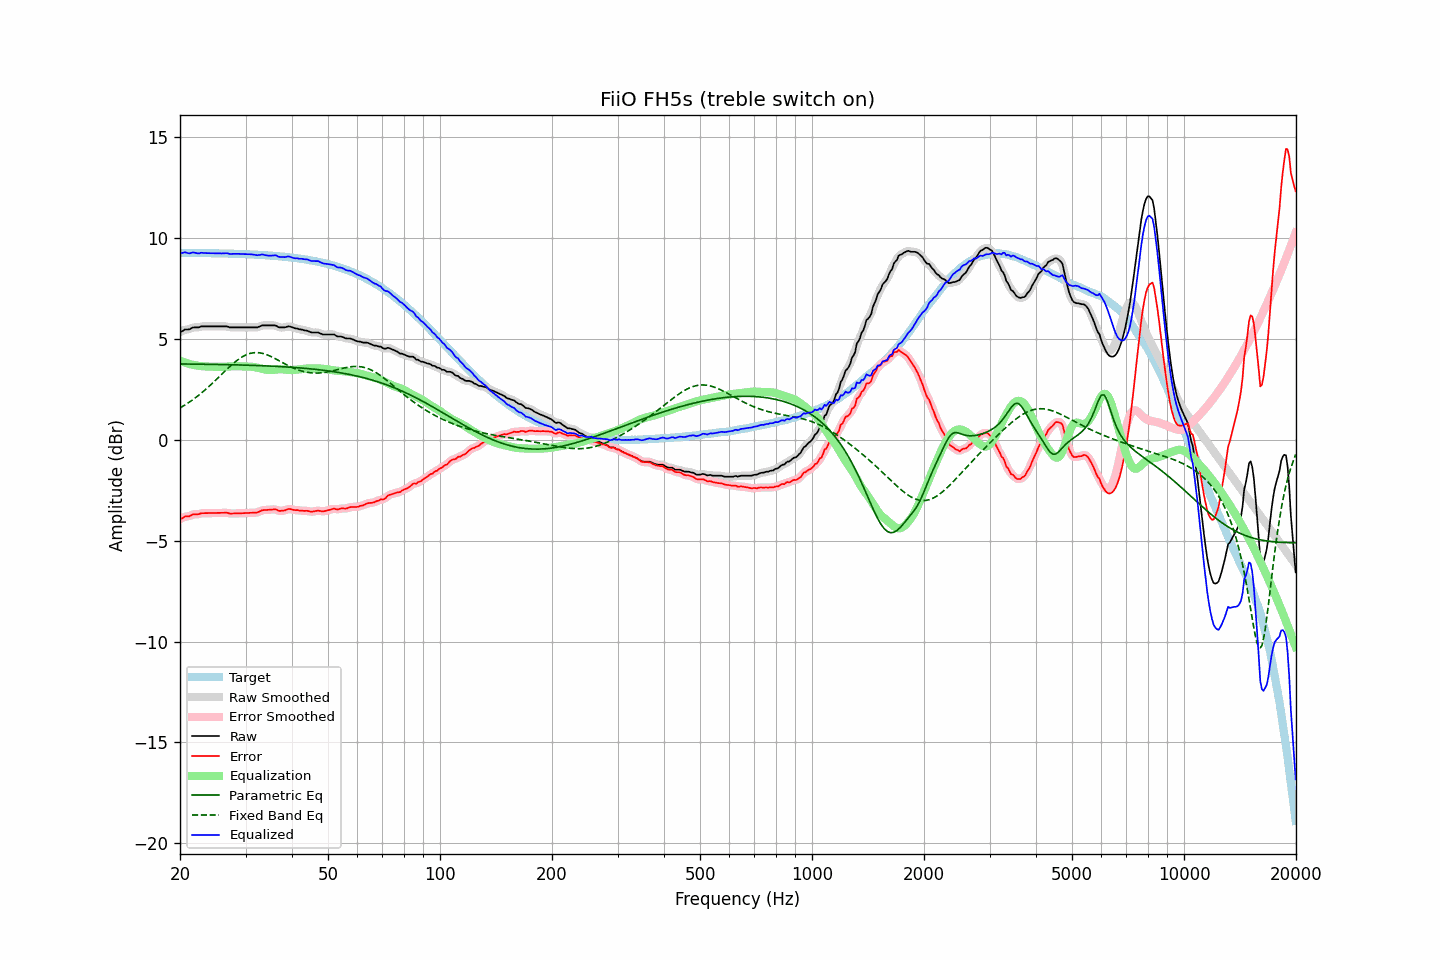 FiiO FH5s (treble switch on)
15
10
5
0
−5
−10
−15
−20
Amplitude (dBr)
Target
Raw Smoothed
Error Smoothed
Raw
Error
Equalization
Parametric Eq
Fixed Band Eq
Equalized
20 50 100 200 500 1000 2000 5000 10000 20000
Frequency (Hz)